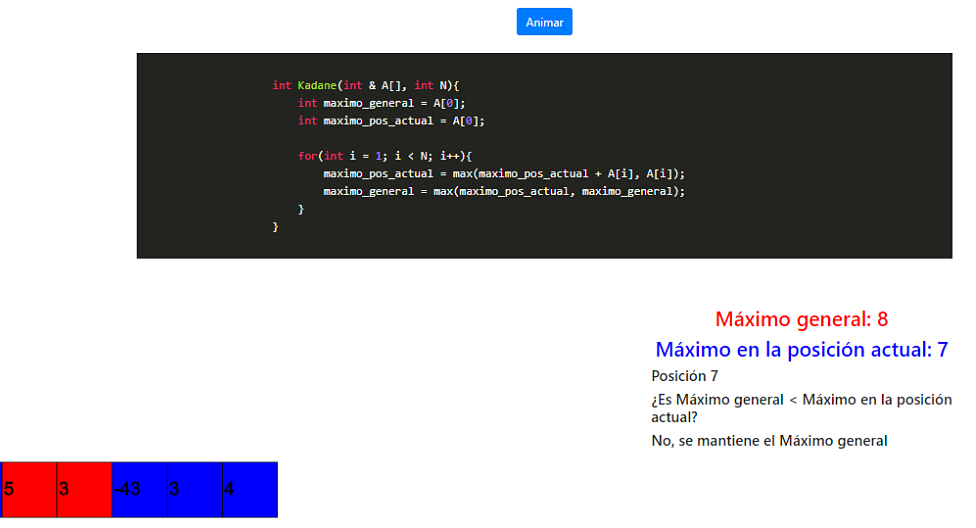 Animar
int Kadane(int & A[], int N){
    int maximo_general = A[0];
    int maximo_pos_actual = A[0];
    for(int i = 1; i < N; i++){
        maximo_pos_actual = max(maximo_pos_actual + A[i], A[i]);
        maximo_general = max(maximo_pos_actual, maximo_general);
    }
}
Máximo general: 8
Máximo en la posición actual: 7
Posición 7
¿Es Máximo general < Máximo en la posición
actual?
No, se mantiene el Máximo general
5 3 -43 3 4